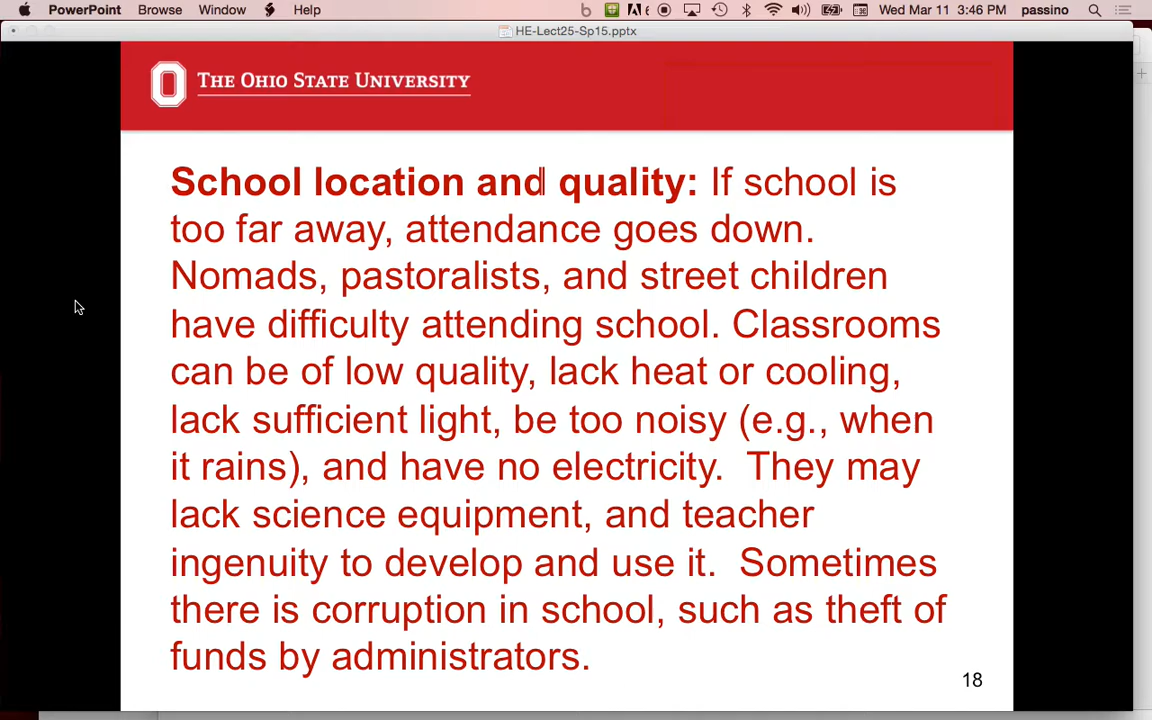 PowerPoint Browse Window Help Wed Mar 11 3:46 PM passino
HE-Lect25-Sp15.pptx
THE OHIO STATE UNIVERSITY
School location and quality: If school is
too far away, attendance goes down.
Nomads, pastoralists, and street children
have difficulty attending school. Classrooms
can be of low quality, lack heat or cooling,
lack sufficient light, be too noisy (e.g., when
it rains), and have no electricity.  They may
lack science equipment, and teacher
ingenuity to develop and use it.  Sometimes
there is corruption in school, such as theft of
funds by administrators.
18